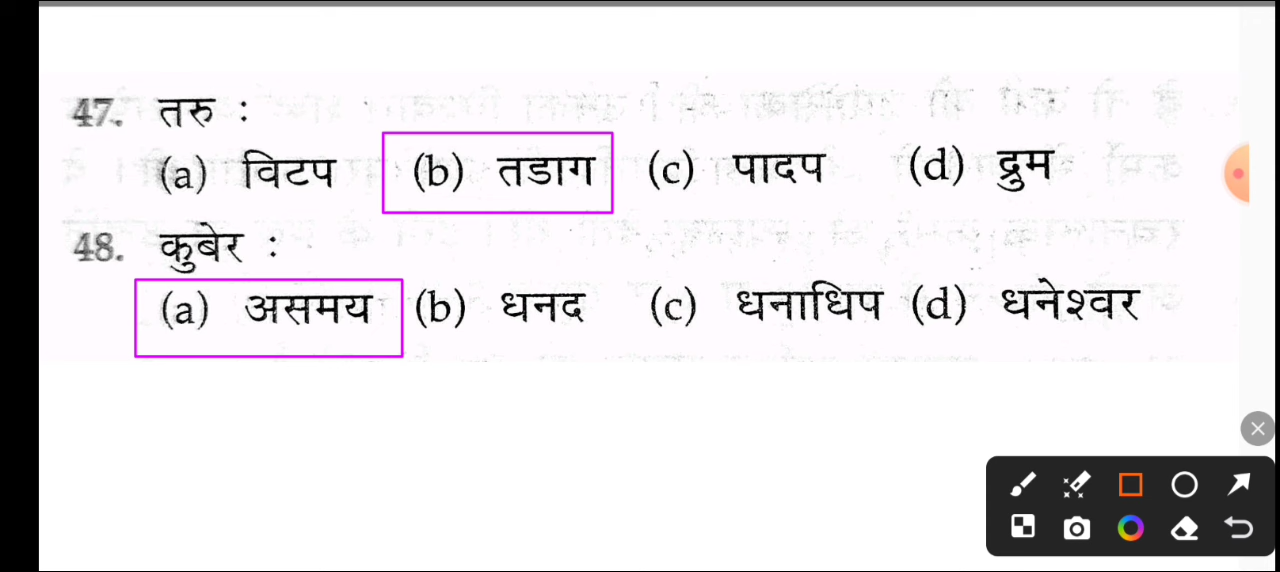 47. तरु :
(a) विटप (b) तडाग (c) पादप (d) द्रुम
48. कुबेर :
(a) असमय (b) धनद (c) धनाधिप (d) धनेश्वर